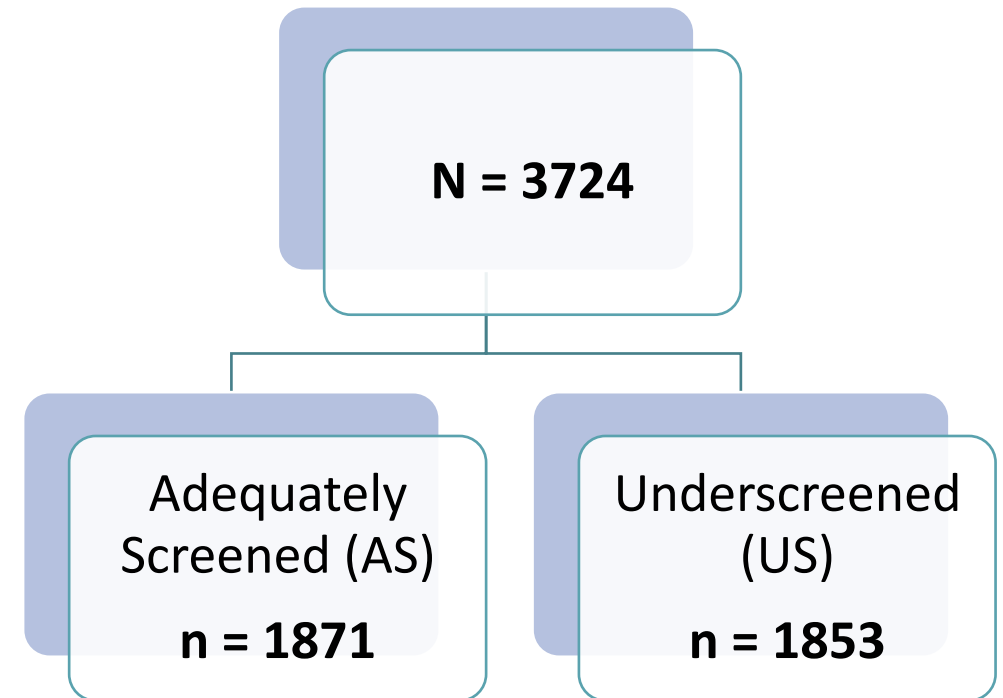 N = 3724
Adequately
Screened (AS)
n = 1871
Underscreened
(US)
n = 1853